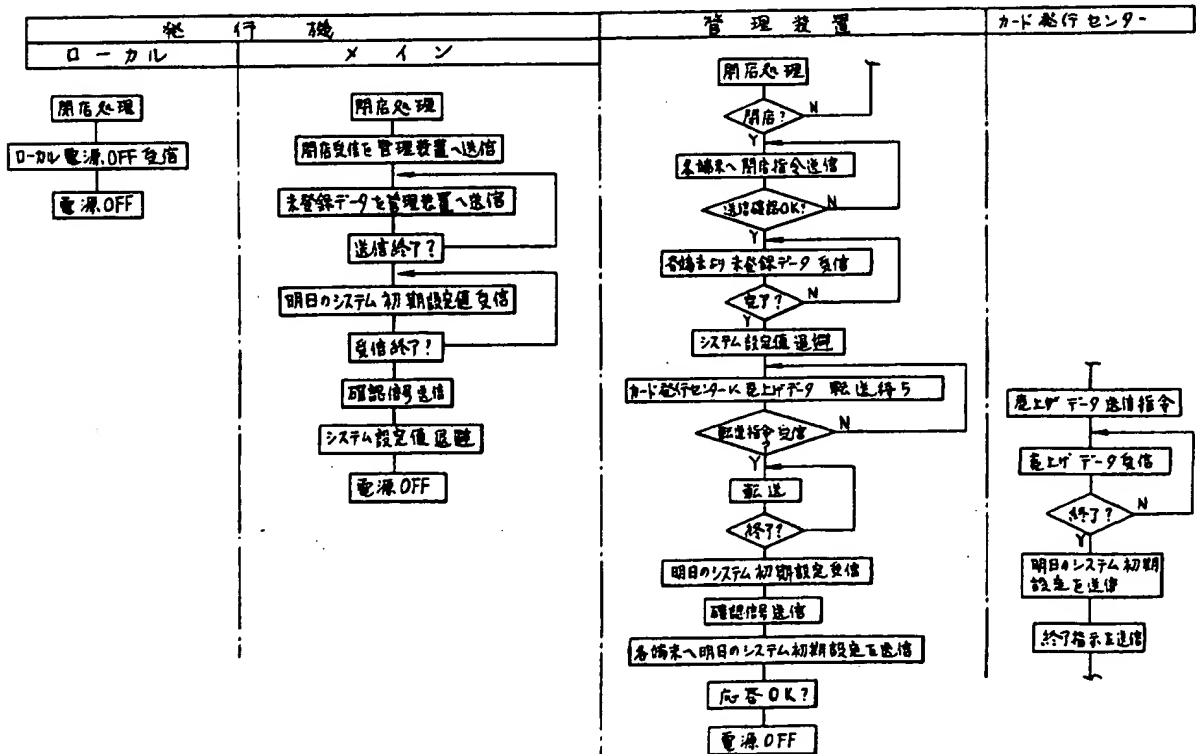 発行機
ローカル
メイン
管理装置
カード発行センター
閉店処理
ローカル電源OFF受信
電源OFF
閉店処理
閉店受信を管理装置へ送信
未登録データを管理装置へ送信
送信終了?
明日のシステム初期設定値受信
受信終了?
確認信号送信
システム設定値退避
電源OFF
閉店処理
閉店?
N
Y
各端末へ閉店指令送信
送信確認OK?
N
Y
各端末より未登録データ受信
完了?
N
Y
システム設定値退避
カード発行センターに売上げデータ転送待ち
転送指令受信?
N
Y
転送
終了?
明日のシステム初期設定受信
確認信号送信
各端末へ明日のシステム初期設定を送信
応答OK?
電源OFF
売上げデータ送信指令
売上げデータ受信
終了?
N
Y
明日のシステム初期
設定を送信
終了指示を送信